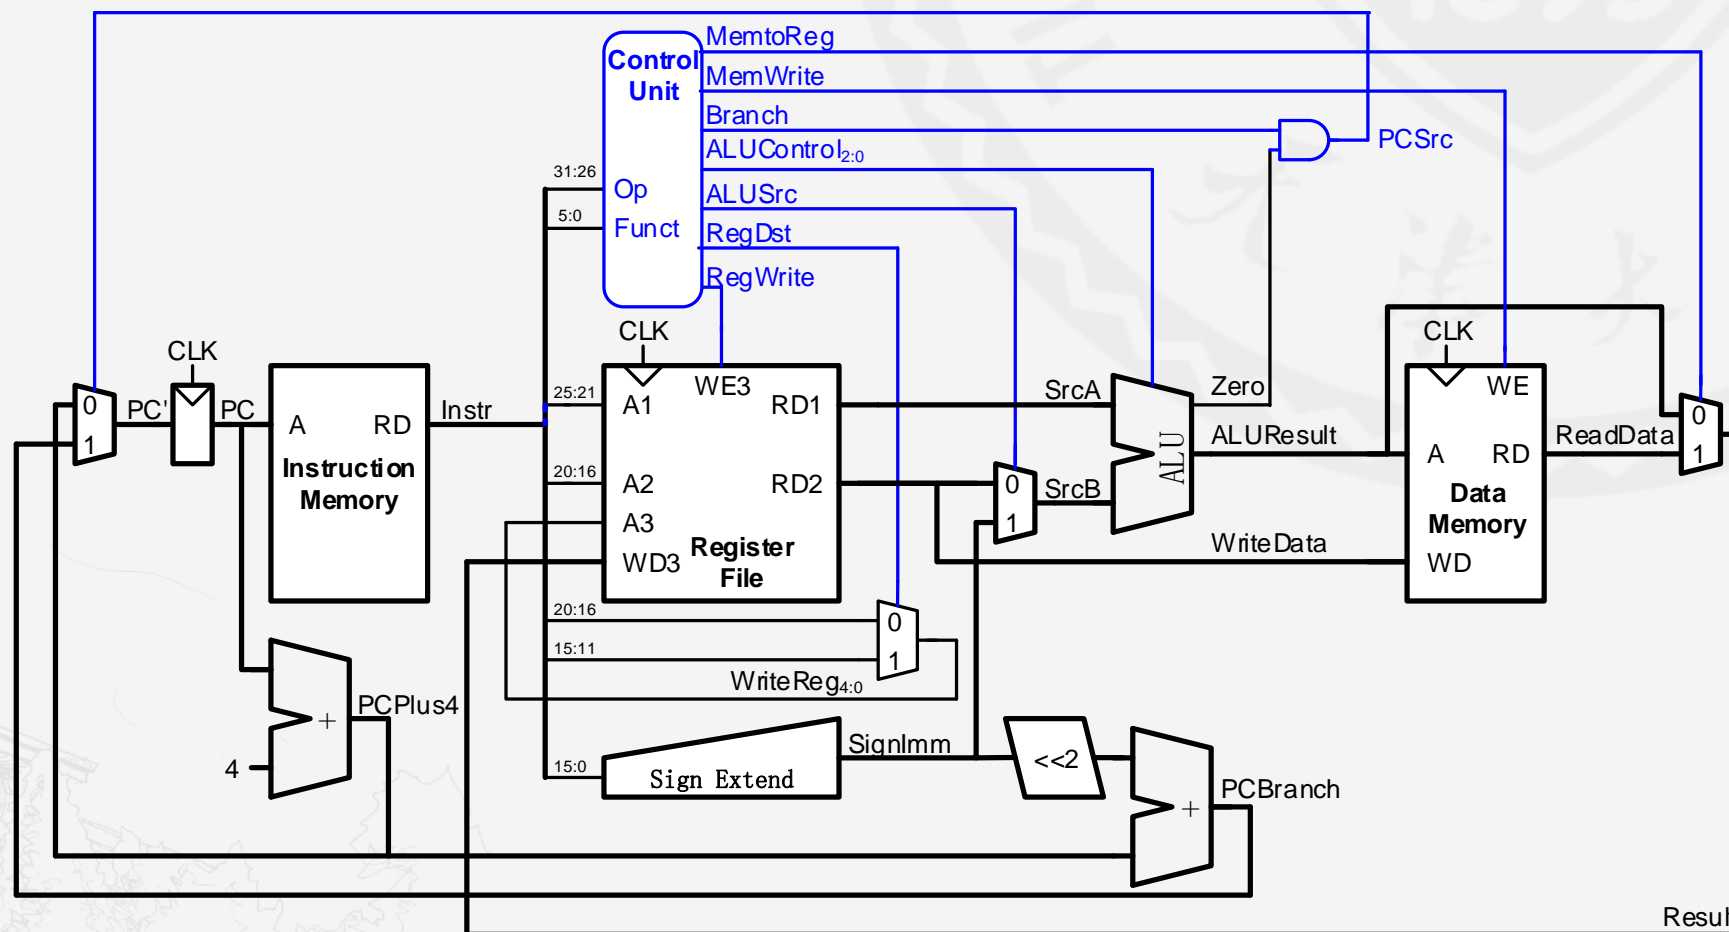 MemtoReg
Control
Unit
MemWrite
Branch
PCSrc
ALUControl2:0
31:26
Op
ALUSrc
5:0
Funct
RegDst
RegWrite
CLK
CLK
CLK
0
1
PC'
PC
A
RD
Instruction
Memory
Instr
25:21
A1
WE3
RD1
SrcA
Zero
WE
0
1
20:16
A2
RD2
0
1
SrcB
ALU
ALUResult
A
RD
ReadData
Data
Memory
A3
WD3
Register
File
WriteData
WD
20:16
0
15:11
1
WriteReg4:0
PCPlus4
+
4
15:0
Sign Extend
SignImm
<<2
+
PCBranch
Resul